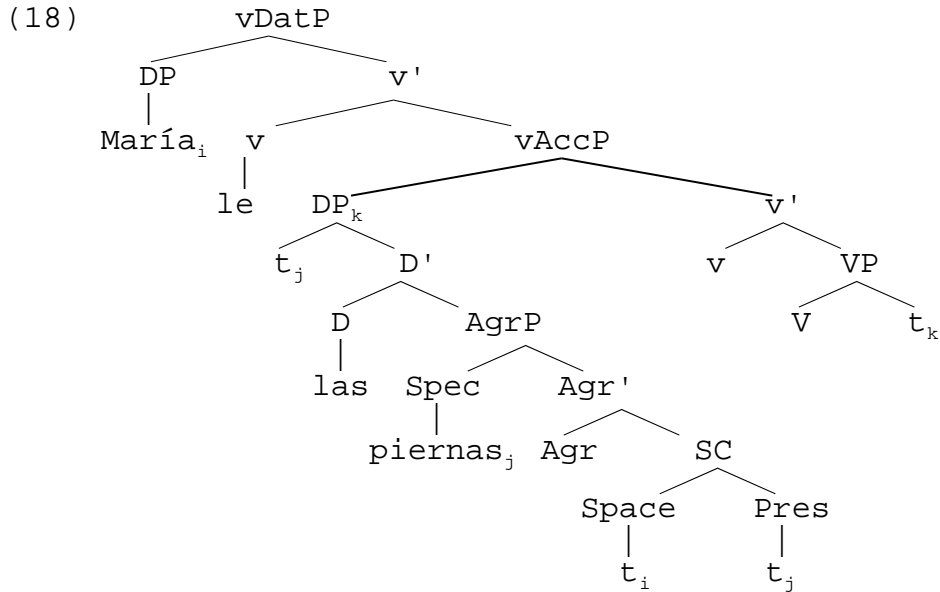 (18) vDatP
DP v'
María_i v vAccP
le DP_k v'
t_j D' v VP
D AgrP V t_k
las Spec Agr'
piernas_j Agr SC
Space Pres
t_i t_j